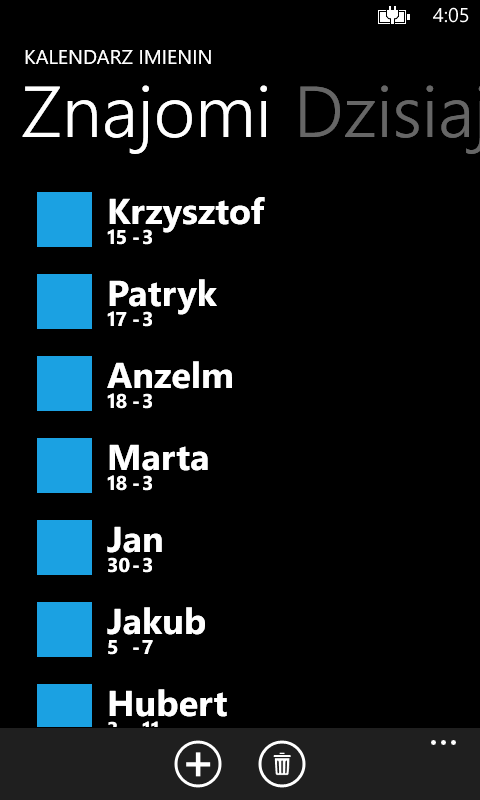 4:05
KALENDARZ IMIENIN
Znajomi Dzisiaj
Krzysztof
15 - 3
Patryk
17 - 3
Anzelm
18 - 3
Marta
18 - 3
Jan
30 - 3
Jakub
5 - 7
Hubert